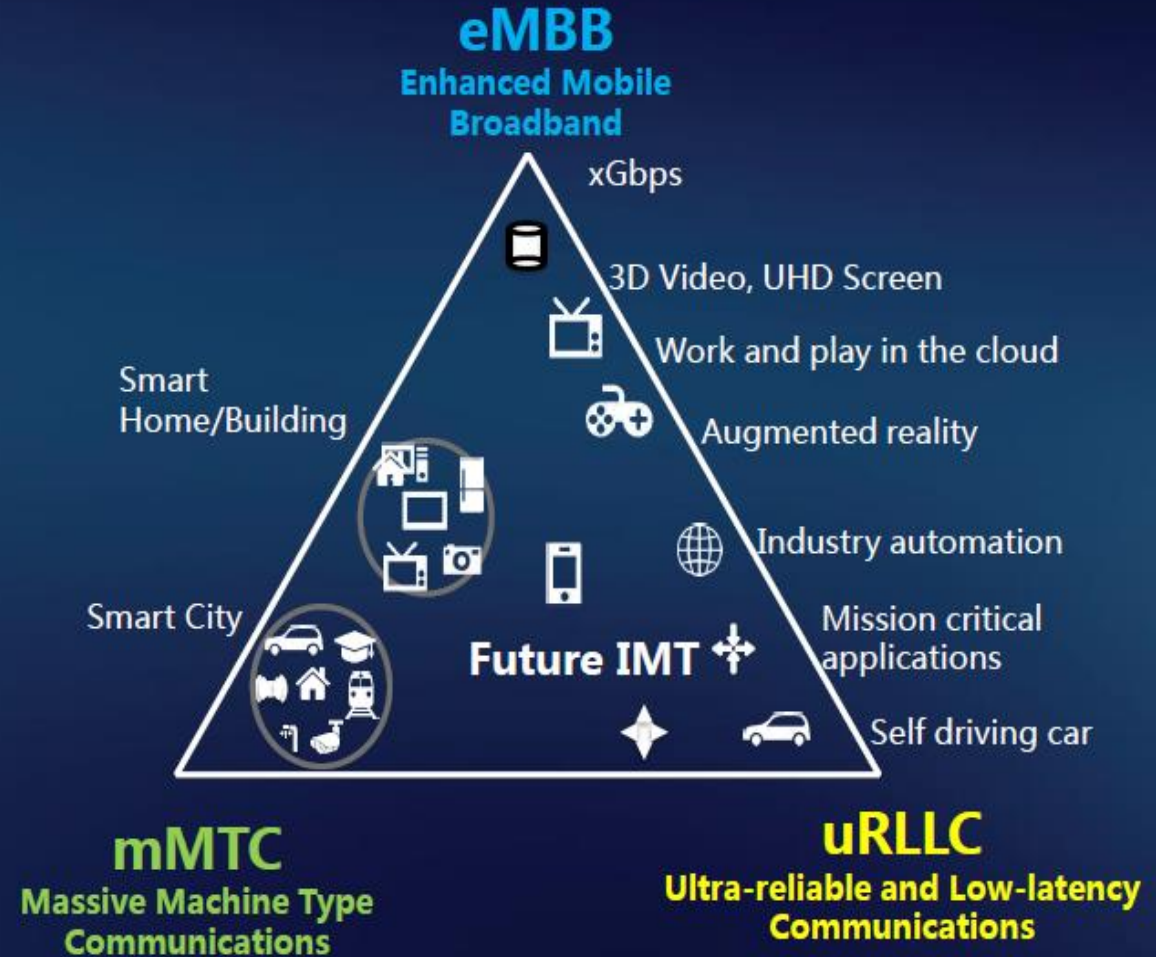 eMBB
Enhanced Mobile
Broadband
xGbps
3D Video, UHD Screen
Work and play in the cloud
Smart
Home/Building
Augmented reality
Industry automation
Smart City
Mission critical
applications
Future IMT
Self driving car
mMTC
Massive Machine Type
Communications
uRLLC
Ultra-reliable and Low-latency
Communications